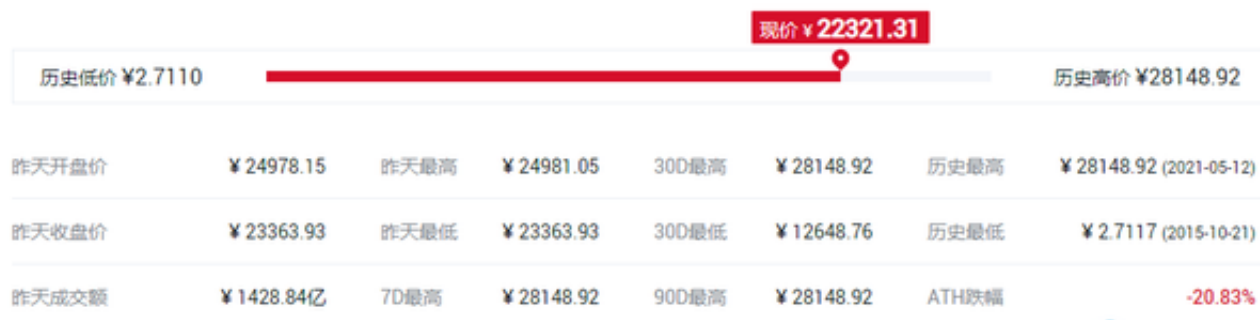 现价 ¥ 22321.31
历史低价 ¥2.7110 历史高价 ¥28148.92
昨天开盘价 ¥ 24978.15 昨天最高 ¥ 24981.05 30D最高 ¥ 28148.92 历史最高 ¥ 28148.92 (2021-05-12)
昨天收盘价 ¥ 23363.93 昨天最低 ¥ 23363.93 30D最低 ¥ 12648.76 历史最低 ¥ 2.7117 (2015-10-21)
昨天成交额 ¥ 1428.84亿 7D最高 ¥ 28148.92 90D最高 ¥ 28148.92 ATH跌幅 -20.83%